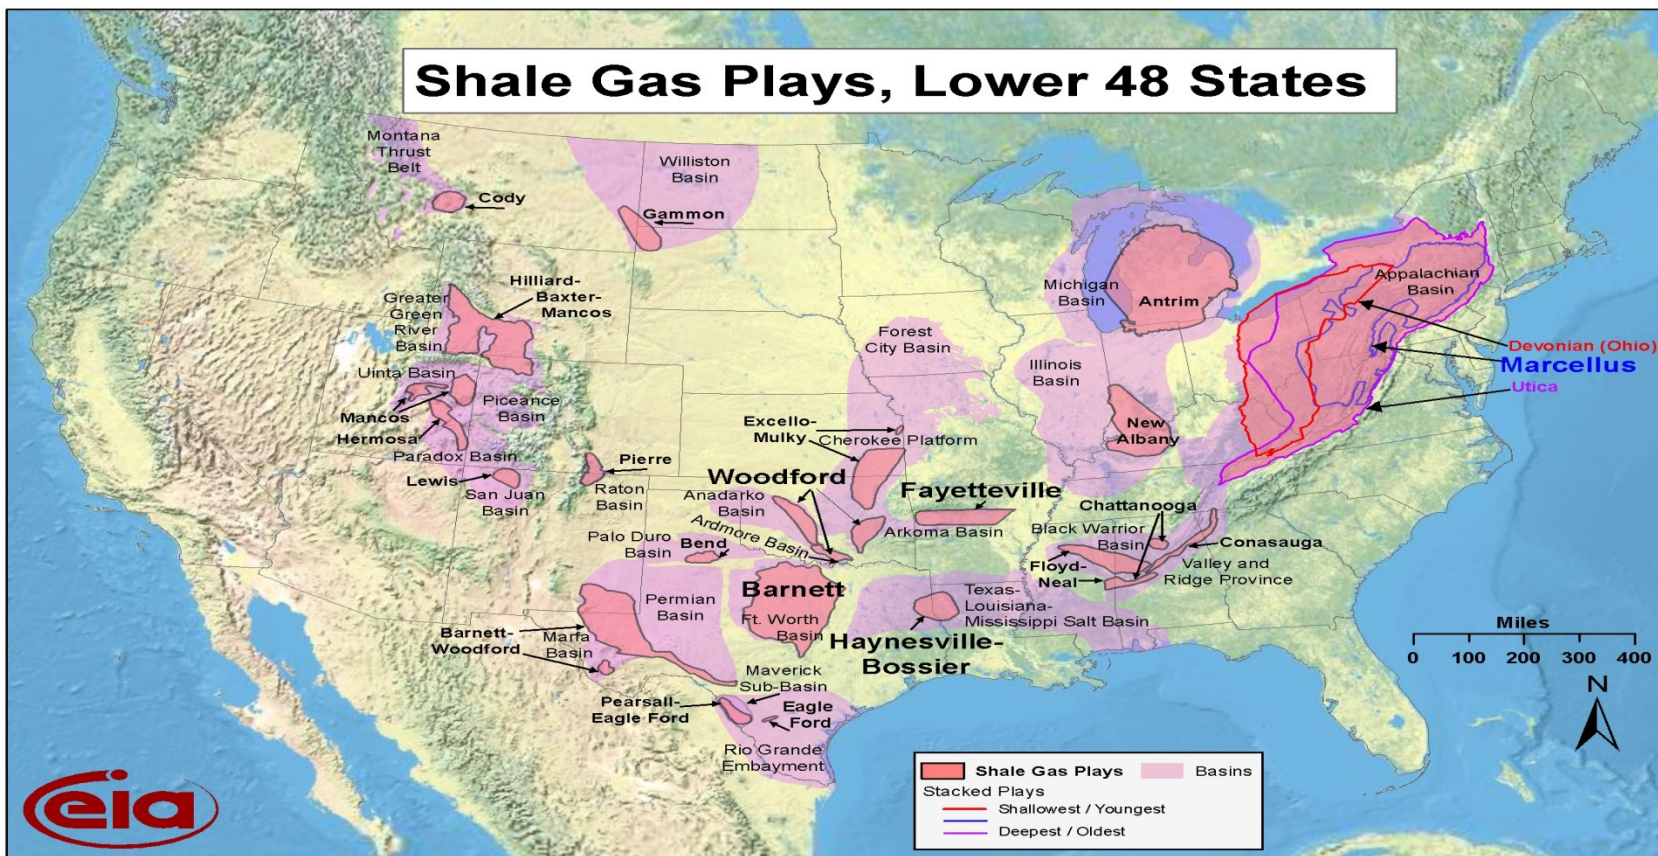 Shale Gas Plays, Lower 48 States
Montana
Thrust
Belt
Cody
Williston
Basin
Gammon
Hilliard-
Baxter-
Mancos
Greater
Green
River
Basin
Uinta Basin
Mancos
Piceance
Basin
Hermosa
Paradox Basin
Lewis
San Juan
Basin
Pierre
Raton
Basin
Michigan
Basin
Antrim
Forest
City Basin
Illinois
Basin
New
Albany
Appalachian
Basin
Devonian (Ohio)
Marcellus
Utica
Excello-
Mulky
Cherokee Platform
Woodford
Anadarko
Basin
Ardmore Basin
Fayetteville
Arkoma Basin
Palo Duro
Basin
Bend
Chattanooga
Black Warrior
Basin
Conasauga
Floyd-
Neal
Valley and
Ridge Province
Barnett
Ft. Worth
Basin
Permian
Basin
Barnett-
Woodford
Marfa
Basin
Texas-
Louisiana-
Mississippi Salt Basin
Haynesville-
Bossier
Maverick
Sub-Basin
Pearsall-
Eagle Ford
Eagle
Ford
Rio Grande
Embayment
Miles
0 100 200 300 400
N
Shale Gas Plays Basins
Stacked Plays
Shallowest / Youngest
Deepest / Oldest
eia